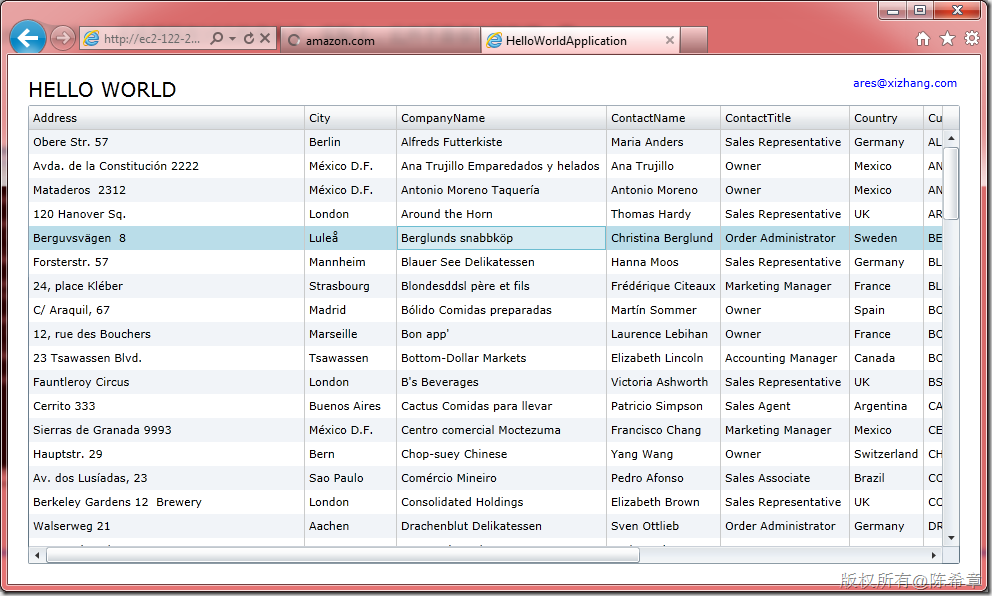 http://ec2-122-2... amazon.com HelloWorldApplication
HELLO WORLD
ares@xizhang.com
Address City CompanyName ContactName ContactTitle Country Cu
Obere Str. 57 Berlin Alfreds Futterkiste Maria Anders Sales Representative Germany AL
Avda. de la Constitución 2222 México D.F. Ana Trujillo Emparedados y helados Ana Trujillo Owner Mexico AN
Mataderos  2312 México D.F. Antonio Moreno Taquería Antonio Moreno Owner Mexico AN
120 Hanover Sq. London Around the Horn Thomas Hardy Sales Representative UK AR
Berguvsvägen  8 Luleå Berglunds snabbköp Christina Berglund Order Administrator Sweden BE
Forsterstr. 57 Mannheim Blauer See Delikatessen Hanna Moos Sales Representative Germany BL
24, place Kléber Strasbourg Blondesddsl père et fils Frédérique Citeaux Marketing Manager France BL
C/ Araquil, 67 Madrid Bólido Comidas preparadas Martín Sommer Owner Spain BO
12, rue des Bouchers Marseille Bon app' Laurence Lebihan Owner France BO
23 Tsawassen Blvd. Tsawassen Bottom-Dollar Markets Elizabeth Lincoln Accounting Manager Canada BO
Fauntleroy Circus London B's Beverages Victoria Ashworth Sales Representative UK BS
Cerrito 333 Buenos Aires Cactus Comidas para llevar Patricio Simpson Sales Agent Argentina CA
Sierras de Granada 9993 México D.F. Centro comercial Moctezuma Francisco Chang Marketing Manager Mexico CE
Hauptstr. 29 Bern Chop-suey Chinese Yang Wang Owner Switzerland CH
Av. dos Lusíadas, 23 Sao Paulo Comércio Mineiro Pedro Afonso Sales Associate Brazil CO
Berkeley Gardens 12  Brewery London Consolidated Holdings Elizabeth Brown Sales Representative UK CO
Walserweg 21 Aachen Drachenblut Delikatessen Sven Ottlieb Order Administrator Germany DR
版权所有@陈希章